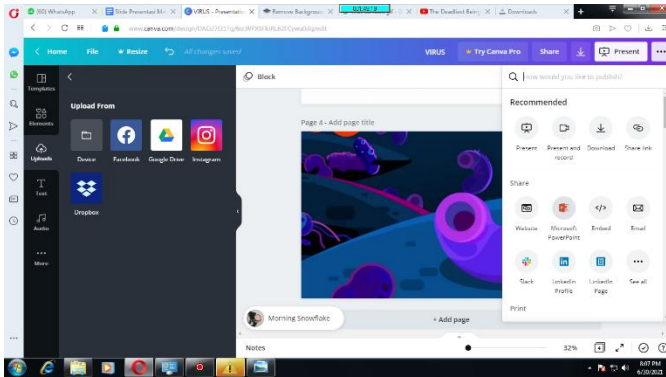 (60) WhatsApp
Slide Presentasi M
VIRUS - Presentatio
Remove Backgroun
The Deadliest Being
Downloads
www.canva.com
Home
File
Resize
All changes saved
VIRUS
Try Canva Pro
Share
Present
Templates
Elements
Uploads
Text
Audio
More
Upload From
Device
Facebook
Google Drive
Instagram
Dropbox
Block
Page 4 - Add page title
Morning Snowflake
+ Add page
Notes
32%
How would you like to publish?
Recommended
Present
Present and record
Download
Share link
Share
Website
Microsoft PowerPoint
Embed
Email
Slack
LinkedIn Profile
LinkedIn Page
See all
Print
8:07 PM
6/30/2021